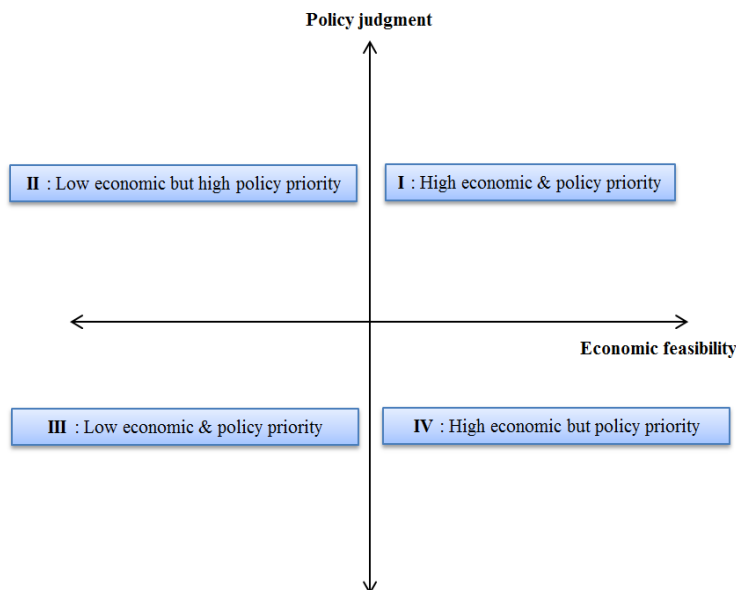 Policy judgment
II : Low economic but high policy priority
I : High economic & policy priority
Economic feasibility
III : Low economic & policy priority
IV : High economic but policy priority